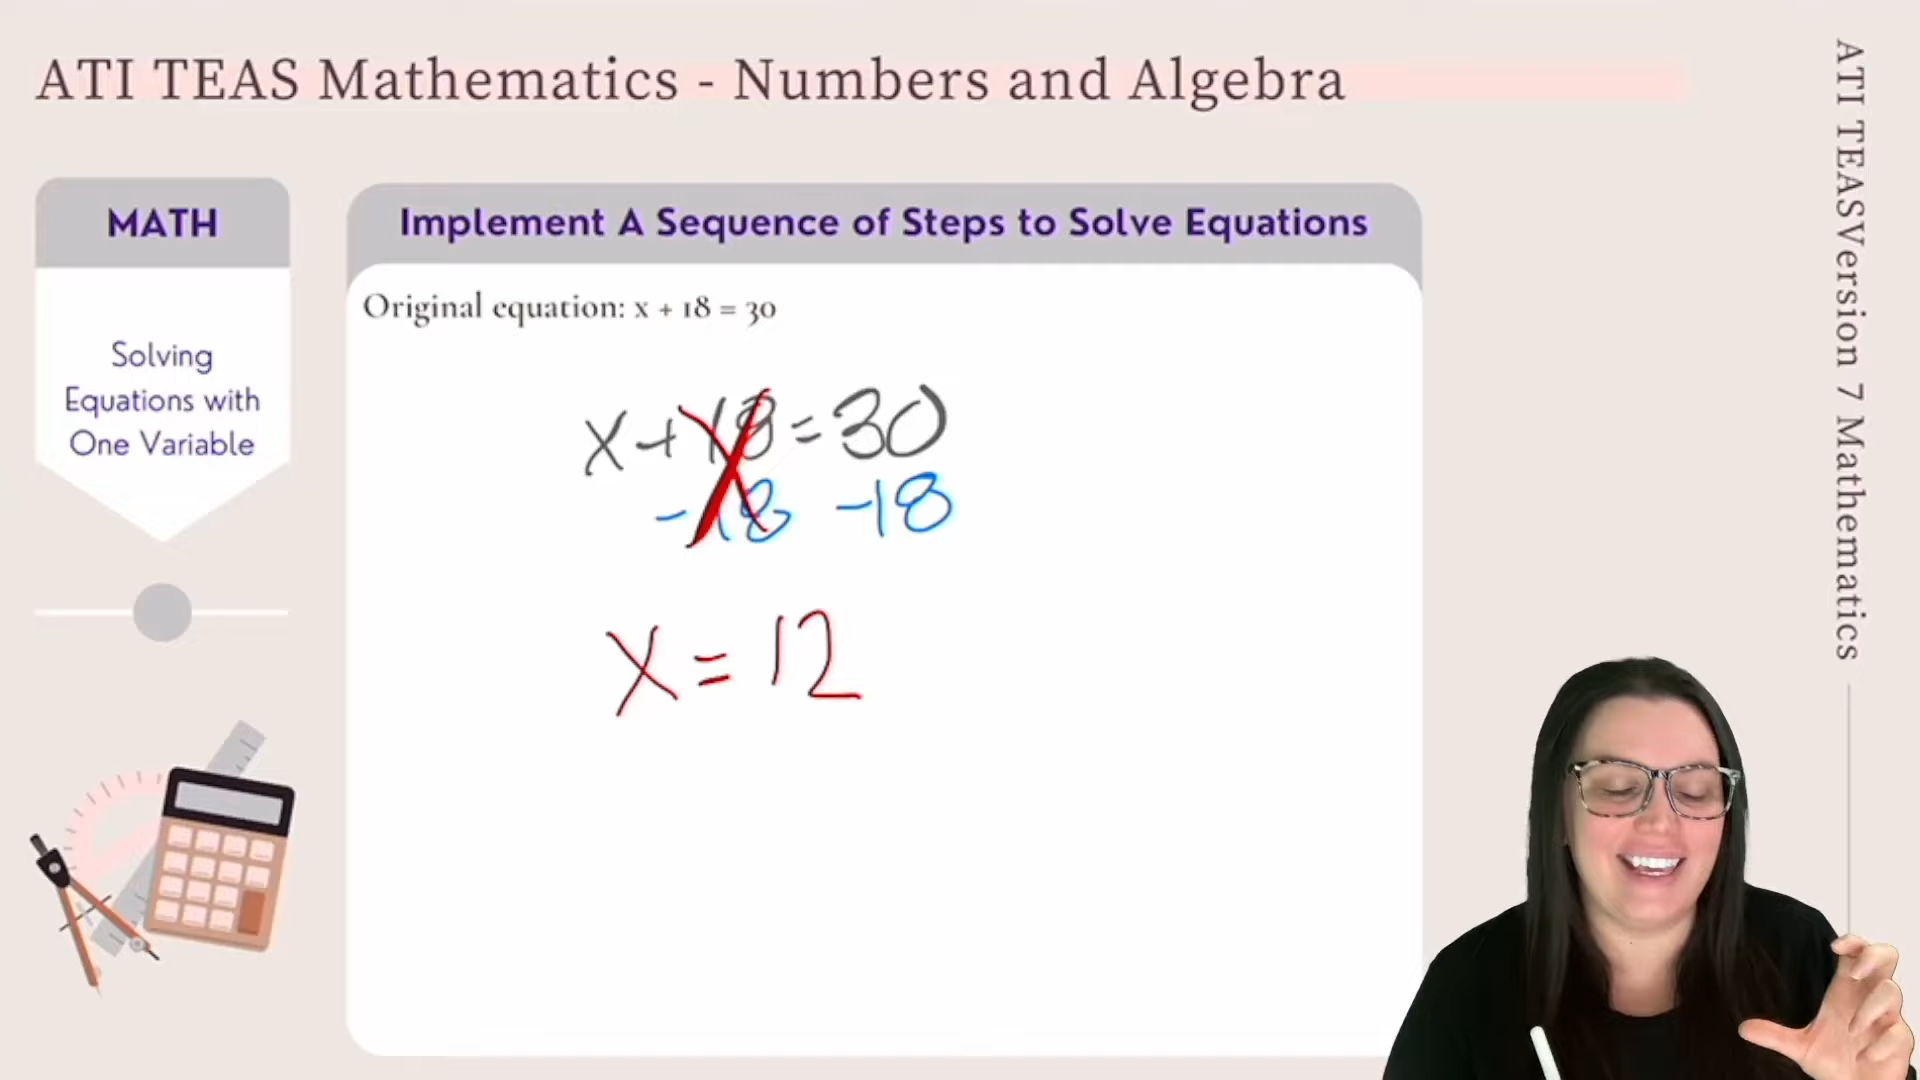 ATI TEAS Mathematics - Numbers and Algebra
MATH
Solving
Equations with
One Variable
Implement A Sequence of Steps to Solve Equations
Original equation: x + 18 = 30
x + 18 = 30
-18 -18
x = 12
ATI TEASVersion 7 Mathematics